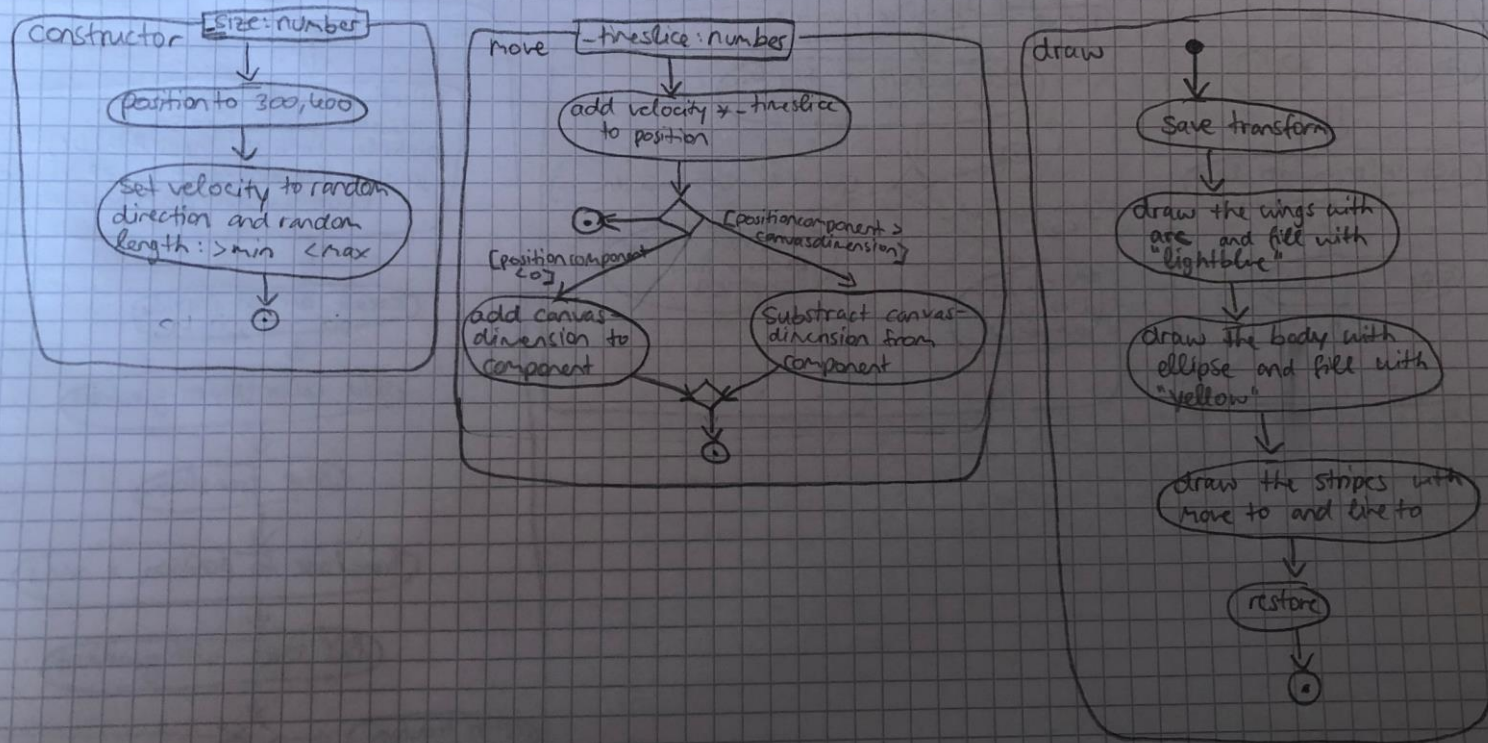 constructor
_size: number
position to 300,400
set velocity to random
direction and random
length: >min <max
move
_timeslice: number
add velocity * _timeslice
to position
[positioncomponent >
canvasdimension]
[positioncomponent
<0]
add canvas-
dimension to
component
Substract canvas-
dimension from
component
draw
save transform
draw the wings with
arc and fill with
"lightblue"
draw the body with
ellipse and fill with
"yellow"
draw the stripes with
move to and line to
restore